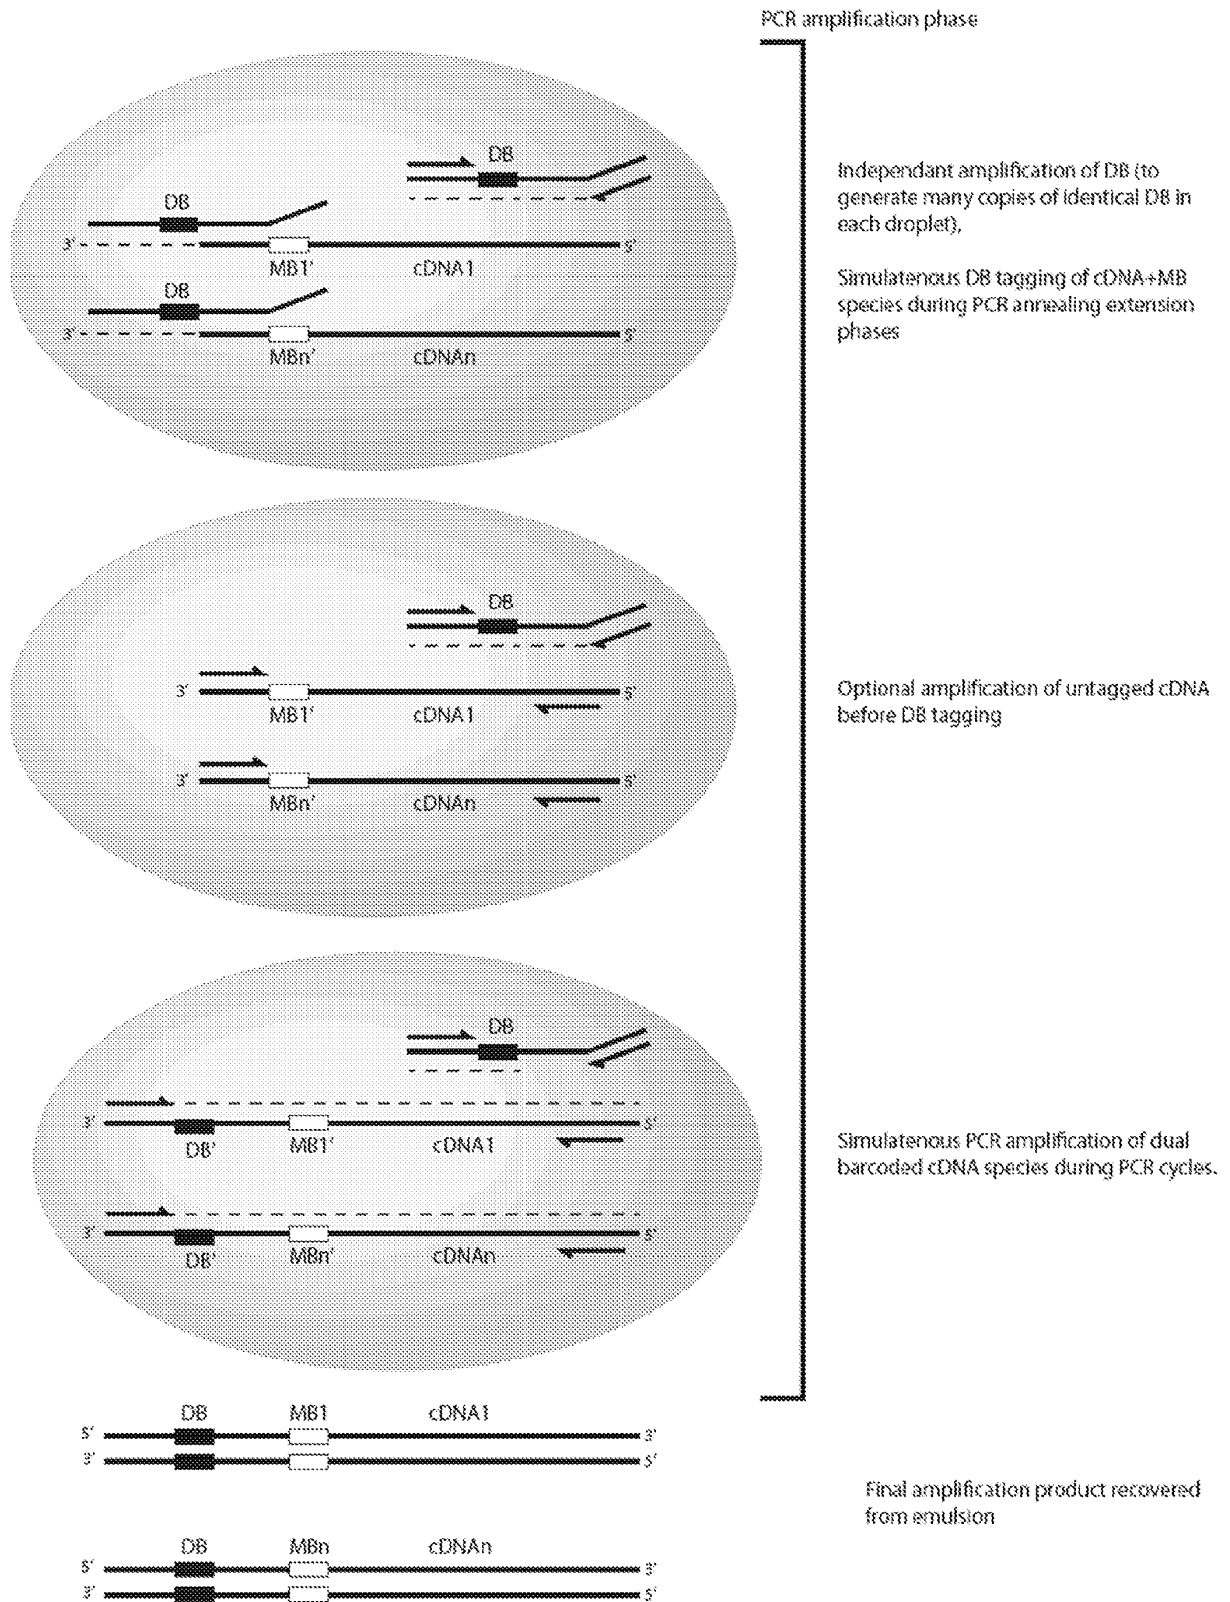 PCR amplification phase
DB
Independant amplification of DB (to
generate many copies of identical DB in
each droplet),
DB
3'
5'
MB1'
cDNA1
Simulatenous DB tagging of cDNA+MB
species during PCR annealing extension
phases
DB
3'
5'
MBn'
cDNAn
DB
3'
5'
MB1'
cDNA1
Optional amplification of untagged cDNA
before DB tagging
3'
5'
MBn'
cDNAn
DB
3'
5'
DB'
MB1'
cDNA1
Simulatenous PCR amplification of dual
barcoded cDNA species during PCR cycles.
3'
5'
DB'
MBn'
cDNAn
DB
MB1
cDNA1
5'
3'
3'
5'
Final amplification product recovered
from emulsion
DB
MBn
cDNAn
5'
3'
3'
5'